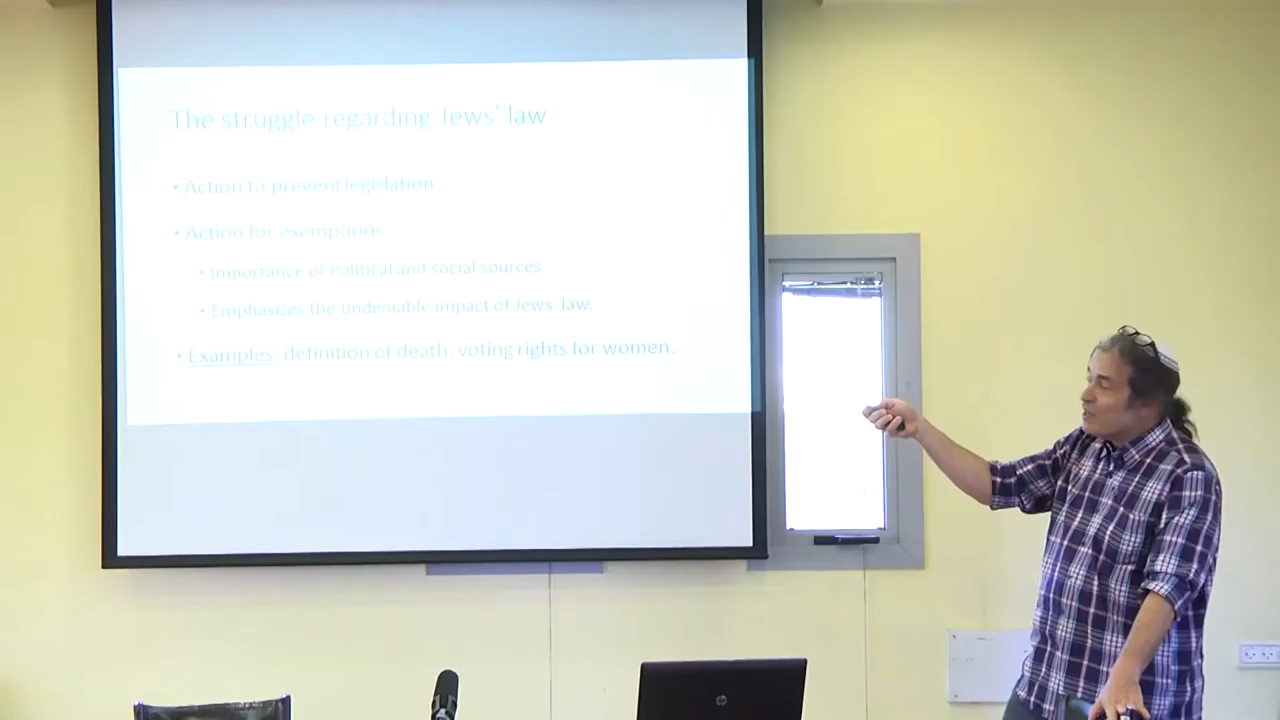 The struggle regarding Jews' law
• Action to prevent legislation
• Action for exemptions
• Importance of Political and social sources
• Emphasizes the undeniable impact of Jews' law.
• Examples: definition of death; voting rights for women.
hp